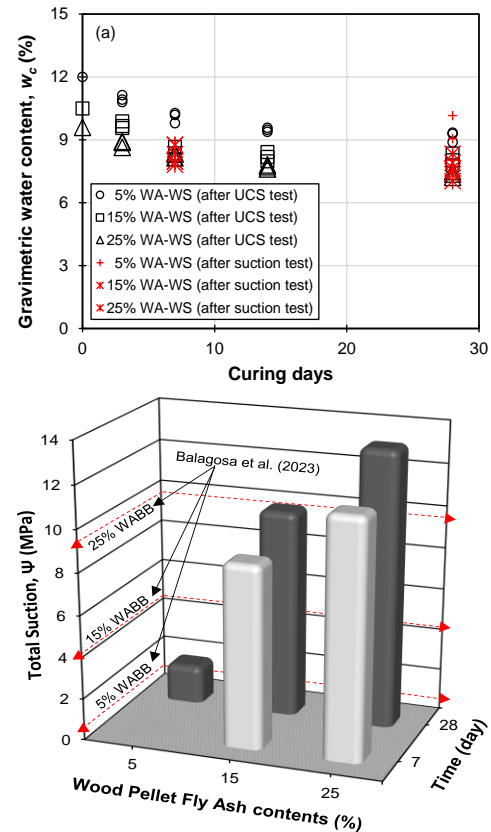 (a)
Gravimetric water content, w_c (%)
15
12
9
6
3
0
5% WA-WS (after UCS test)
15% WA-WS (after UCS test)
25% WA-WS (after UCS test)
5% WA-WS (after suction test)
15% WA-WS (after suction test)
25% WA-WS (after suction test)
0 10 20 30
Curing days
Total Suction, Ψ (MPa)
14
12
10
8
6
4
2
0
Balagosa et al. (2023)
25% WABB
15% WABB
5% WABB
5 15 25
Wood Pellet Fly Ash contents (%)
7 28
Time (day)